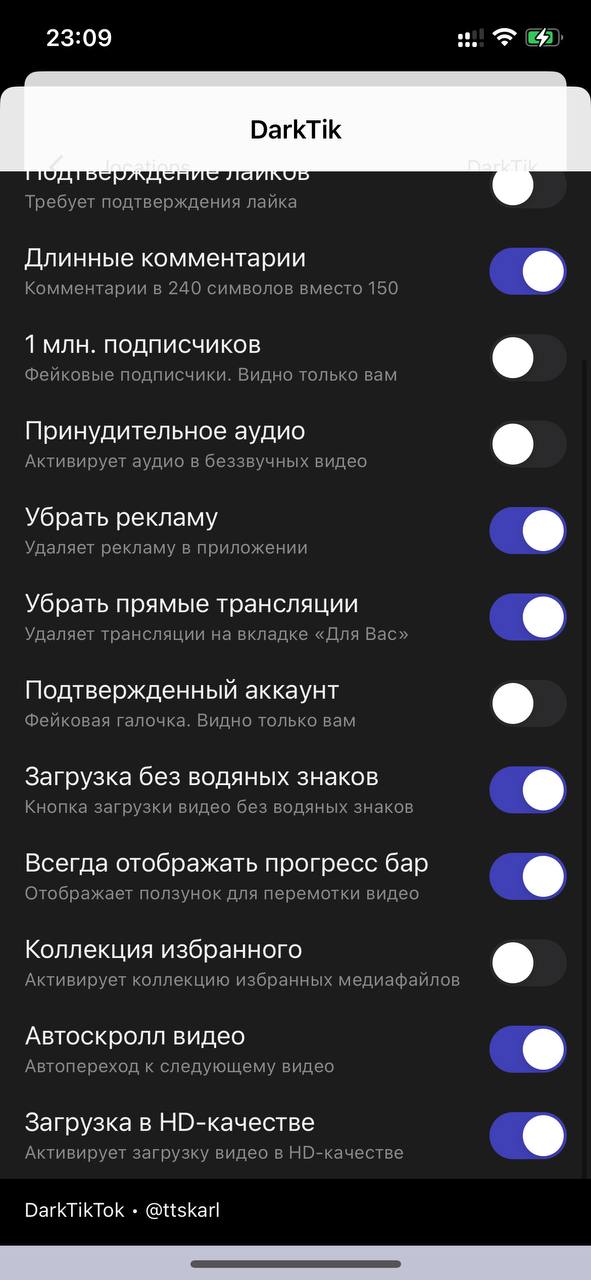 23:09
DarkTik
locations
DarkTik
Подтверждение лайков
Требует подтверждения лайка
Длинные комментарии
Комментарии в 240 символов вместо 150
1 млн. подписчиков
Фейковые подписчики. Видно только вам
Принудительное аудио
Активирует аудио в беззвучных видео
Убрать рекламу
Удаляет рекламу в приложении
Убрать прямые трансляции
Удаляет трансляции на вкладке «Для Вас»
Подтвержденный аккаунт
Фейковая галочка. Видно только вам
Загрузка без водяных знаков
Кнопка загрузки видео без водяных знаков
Всегда отображать прогресс бар
Отображает ползунок для перемотки видео
Коллекция избранного
Активирует коллекцию избранных медиафайлов
Автоскролл видео
Автопереход к следующему видео
Загрузка в HD-качестве
Активирует загрузку видео в HD-качестве
DarkTikTok • @ttskarl